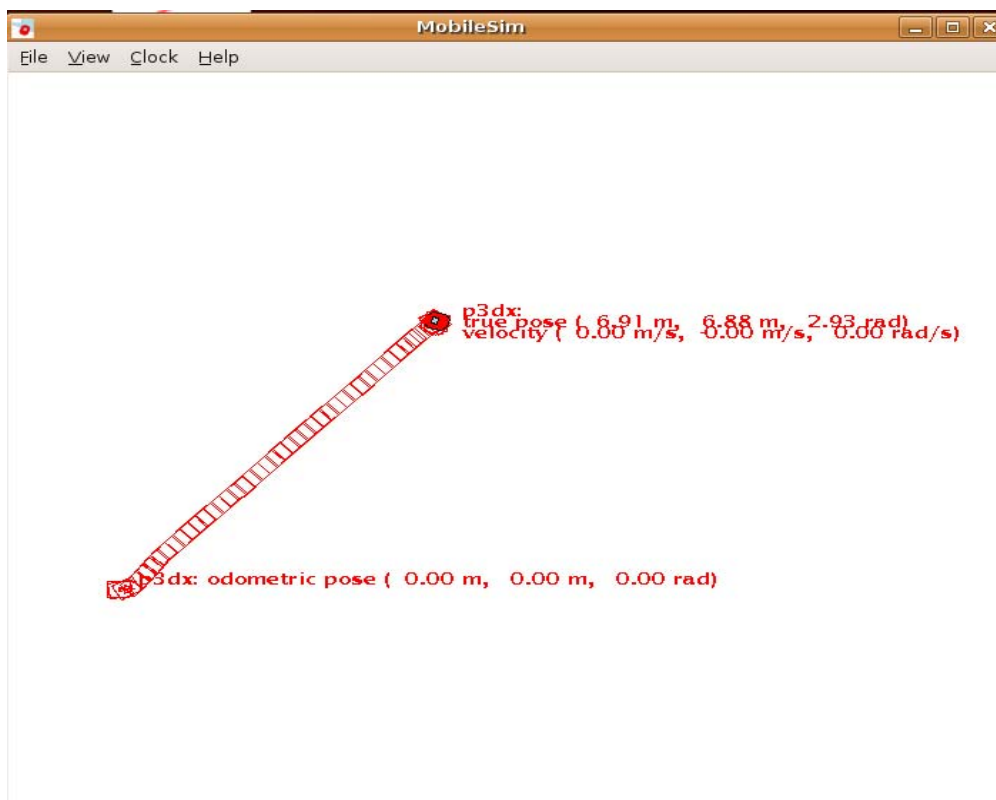 MobileSim
File View Clock Help
p3dx:
true pose ( 6.91 m, 6.88 m, 2.93 rad)
velocity ( 0.00 m/s, -0.00 m/s, 0.00 rad/s)
p3dx: odometric pose ( 0.00 m, 0.00 m, 0.00 rad)